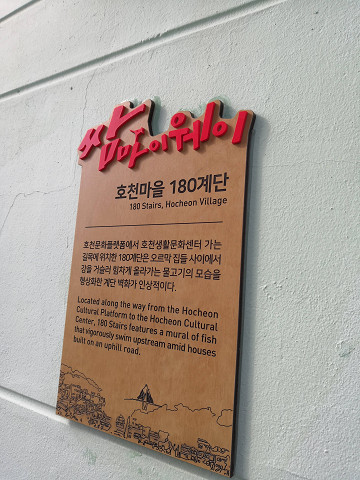 쌈마이웨이
호천마을 180계단
180 Stairs, Hocheon Village
호천문화플랫폼에서 호천생활문화센터 가는
길목에 위치한 180계단은 오르막 집들 사이에서
강을 거슬러 힘차게 올라가는 물고기의 모습을
형상화한 계단 벽화가 인상적이다.
Located along the way from the Hocheon
Cultural Platform to the Hocheon Cultural
Center, 180 Stairs features a mural of fish
that vigorously swim upstream amid houses
built on an uphill road.